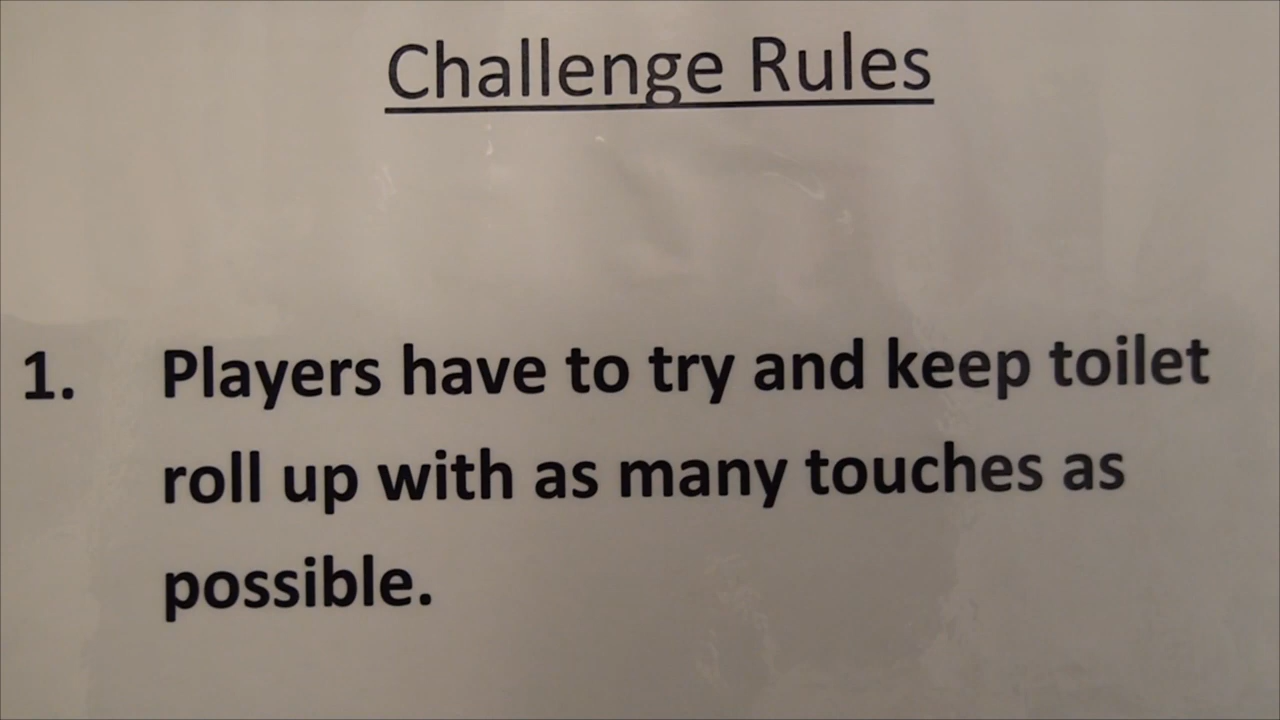 Challenge Rules
1. Players have to try and keep toilet
roll up with as many touches as
possible.